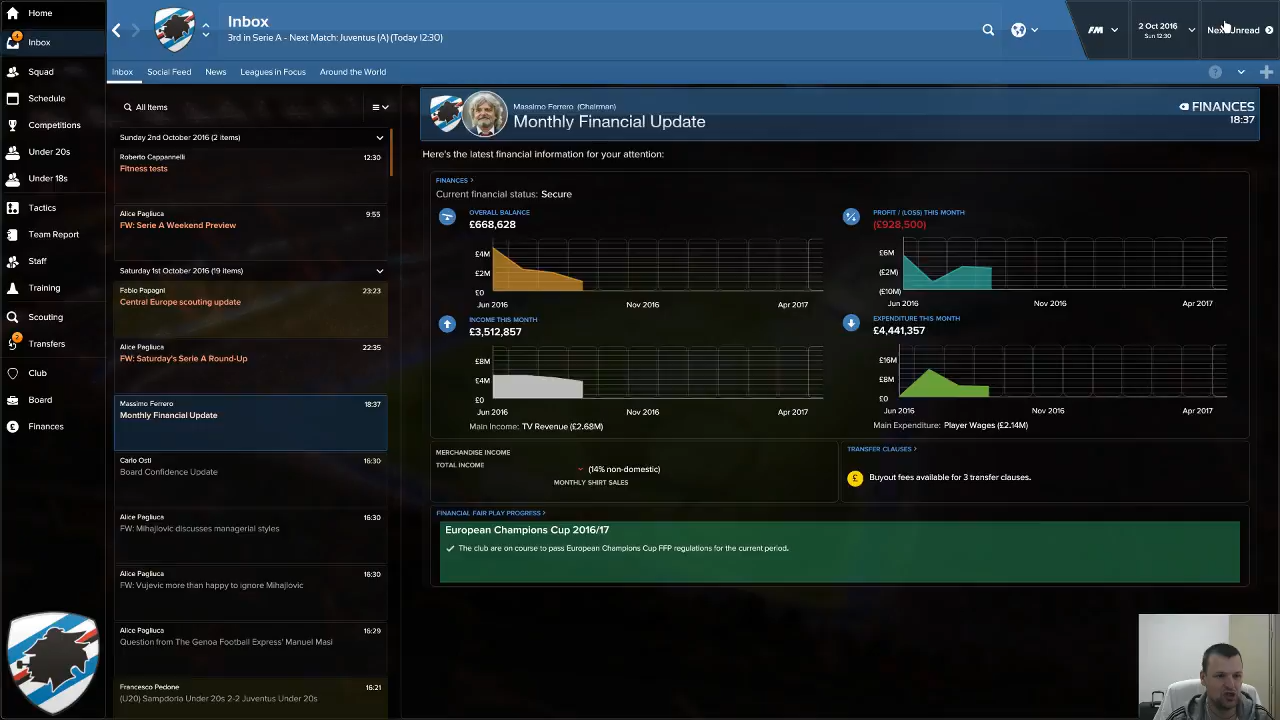 Home
Inbox
Squad
Schedule
Competitions
Under 20s
Under 18s
Tactics
Team Report
Staff
Training
Scouting
Transfers
Club
Board
Finances
4
2
Inbox
3rd in Serie A - Next Match: Juventus (A) (Today 12:30)
FM
2 Oct 2016
Sun 12:30
Next Unread
Inbox
Social Feed
News
Leagues in Focus
Around the World
All Items
Sunday 2nd October 2016 (2 items)
Roberto Cappannelli 12:30
Fitness tests
Alice Pagliuca 9:55
FW: Serie A Weekend Preview
Saturday 1st October 2016 (19 items)
Fabio Papagni 23:23
Central Europe scouting update
Alice Pagliuca 22:35
FW: Saturday's Serie A Round-Up
Massimo Ferrero 18:37
Monthly Financial Update
Carlo Osti 16:30
Board Confidence Update
Alice Pagliuca 16:30
FW: Mihajlovic discusses managerial styles
Alice Pagliuca 16:30
FW: Vujevic more than happy to ignore Mihajlovic
Alice Pagliuca 16:29
Question from The Genoa Football Express' Manuel Masi
Francesco Pedone 16:21
(U20) Sampdoria Under 20s 2-2 Juventus Under 20s
Massimo Ferrero (Chairman)
Monthly Financial Update
FINANCES
18:37
Here's the latest financial information for your attention:
FINANCES >
Current financial status: Secure
OVERALL BALANCE
£668,628
£4M
£2M
£0
Jun 2016 Nov 2016 Apr 2017
PROFIT / (LOSS) THIS MONTH
(£928,500)
£6M
(£2M)
(£10M)
Jun 2016 Nov 2016 Apr 2017
INCOME THIS MONTH
£3,512,857
£8M
£4M
£0
Jun 2016 Nov 2016 Apr 2017
Main Income: TV Revenue (£2.68M)
EXPENDITURE THIS MONTH
£4,441,357
£16M
£8M
£0
Jun 2016 Nov 2016 Apr 2017
Main Expenditure: Player Wages (£2.14M)
MERCHANDISE INCOME
TOTAL INCOME
(14% non-domestic)
MONTHLY SHIRT SALES
TRANSFER CLAUSES >
£ Buyout fees available for 3 transfer clauses.
FINANCIAL FAIR PLAY PROGRESS >
European Champions Cup 2016/17
The club are on course to pass European Champions Cup FFP regulations for the current period.